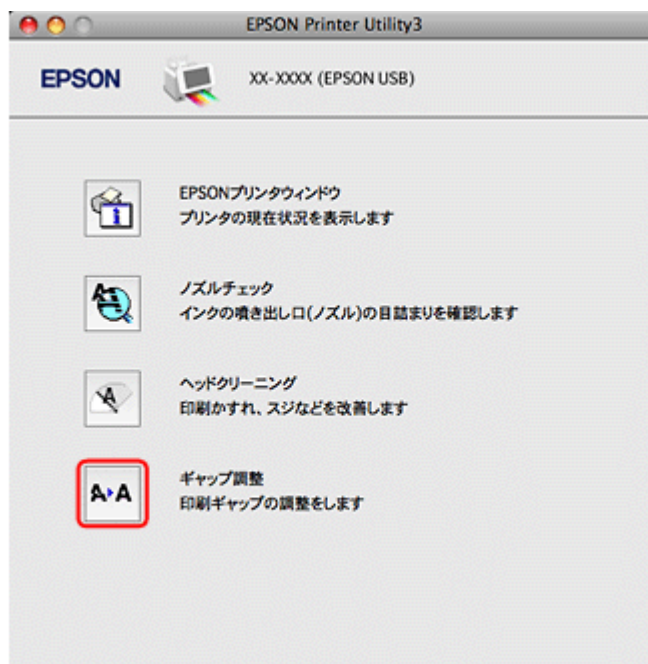 EPSON Printer Utility3
EPSON
XX-XXXX (EPSON USB)
EPSONプリンタウィンドウ
プリンタの現在状況を表示します
ノズルチェック
インクの噴き出し口(ノズル)の目詰まりを確認します
ヘッドクリーニング
印刷かすれ、スジなどを改善します
A▸A
ギャップ調整
印刷ギャップの調整をします